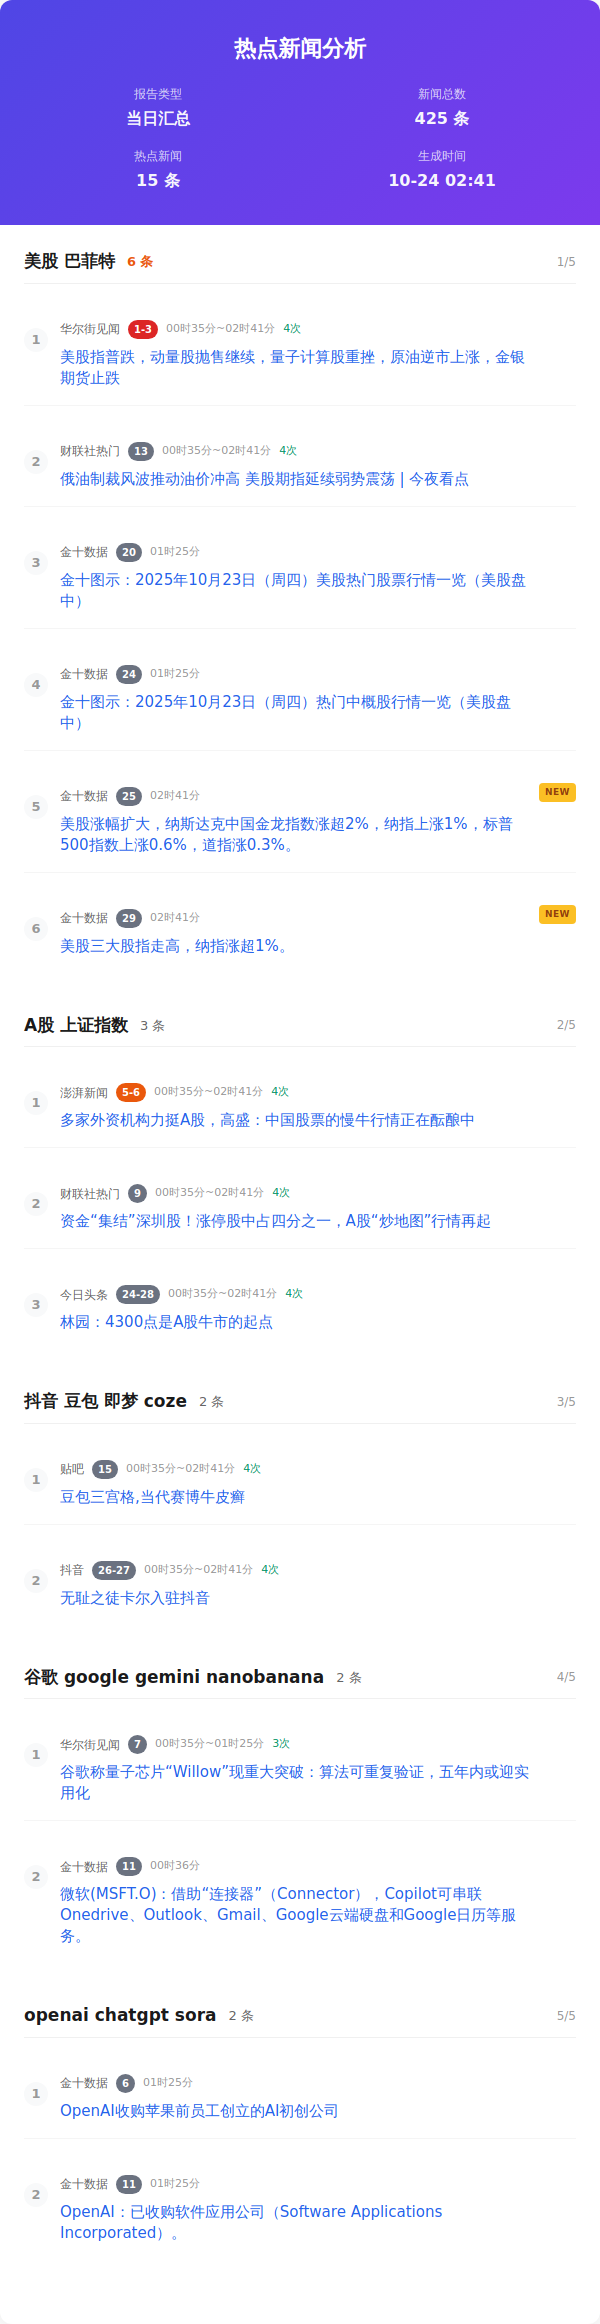 热点新闻分析
报告类型
新闻总数
当日汇总
425 条
热点新闻
生成时间
15 条
10-24 02:41
美股 巴菲特 6 条 1/5
1
华尔街见闻 1-3 00时35分~02时41分 4次
美股指普跌，动量股抛售继续，量子计算股重挫，原油逆市上涨，金银
期货止跌
2
财联社热门 13 00时35分~02时41分 4次
俄油制裁风波推动油价冲高 美股期指延续弱势震荡 | 今夜看点
3
金十数据 20 01时25分
金十图示：2025年10月23日（周四）美股热门股票行情一览（美股盘
中）
4
金十数据 24 01时25分
金十图示：2025年10月23日（周四）热门中概股行情一览（美股盘
中）
5
金十数据 25 02时41分 NEW
美股涨幅扩大，纳斯达克中国金龙指数涨超2%，纳指上涨1%，标普
500指数上涨0.6%，道指涨0.3%。
6
金十数据 29 02时41分 NEW
美股三大股指走高，纳指涨超1%。
A股 上证指数 3 条 2/5
1
澎湃新闻 5-6 00时35分~02时41分 4次
多家外资机构力挺A股，高盛：中国股票的慢牛行情正在酝酿中
2
财联社热门 9 00时35分~02时41分 4次
资金“集结”深圳股！涨停股中占四分之一，A股“炒地图”行情再起
3
今日头条 24-28 00时35分~02时41分 4次
林园：4300点是A股牛市的起点
抖音 豆包 即梦 coze 2 条 3/5
1
贴吧 15 00时35分~02时41分 4次
豆包三宫格,当代赛博牛皮癣
2
抖音 26-27 00时35分~02时41分 4次
无耻之徒卡尔入驻抖音
谷歌 google gemini nanobanana 2 条 4/5
1
华尔街见闻 7 00时35分~01时25分 3次
谷歌称量子芯片“Willow”现重大突破：算法可重复验证，五年内或迎实
用化
2
金十数据 11 00时36分
微软(MSFT.O)：借助“连接器”（Connector），Copilot可串联
Onedrive、Outlook、Gmail、Google云端硬盘和Google日历等服
务。
openai chatgpt sora 2 条 5/5
1
金十数据 6 01时25分
OpenAI收购苹果前员工创立的AI初创公司
2
金十数据 11 01时25分
OpenAI：已收购软件应用公司（Software Applications
Incorporated）。